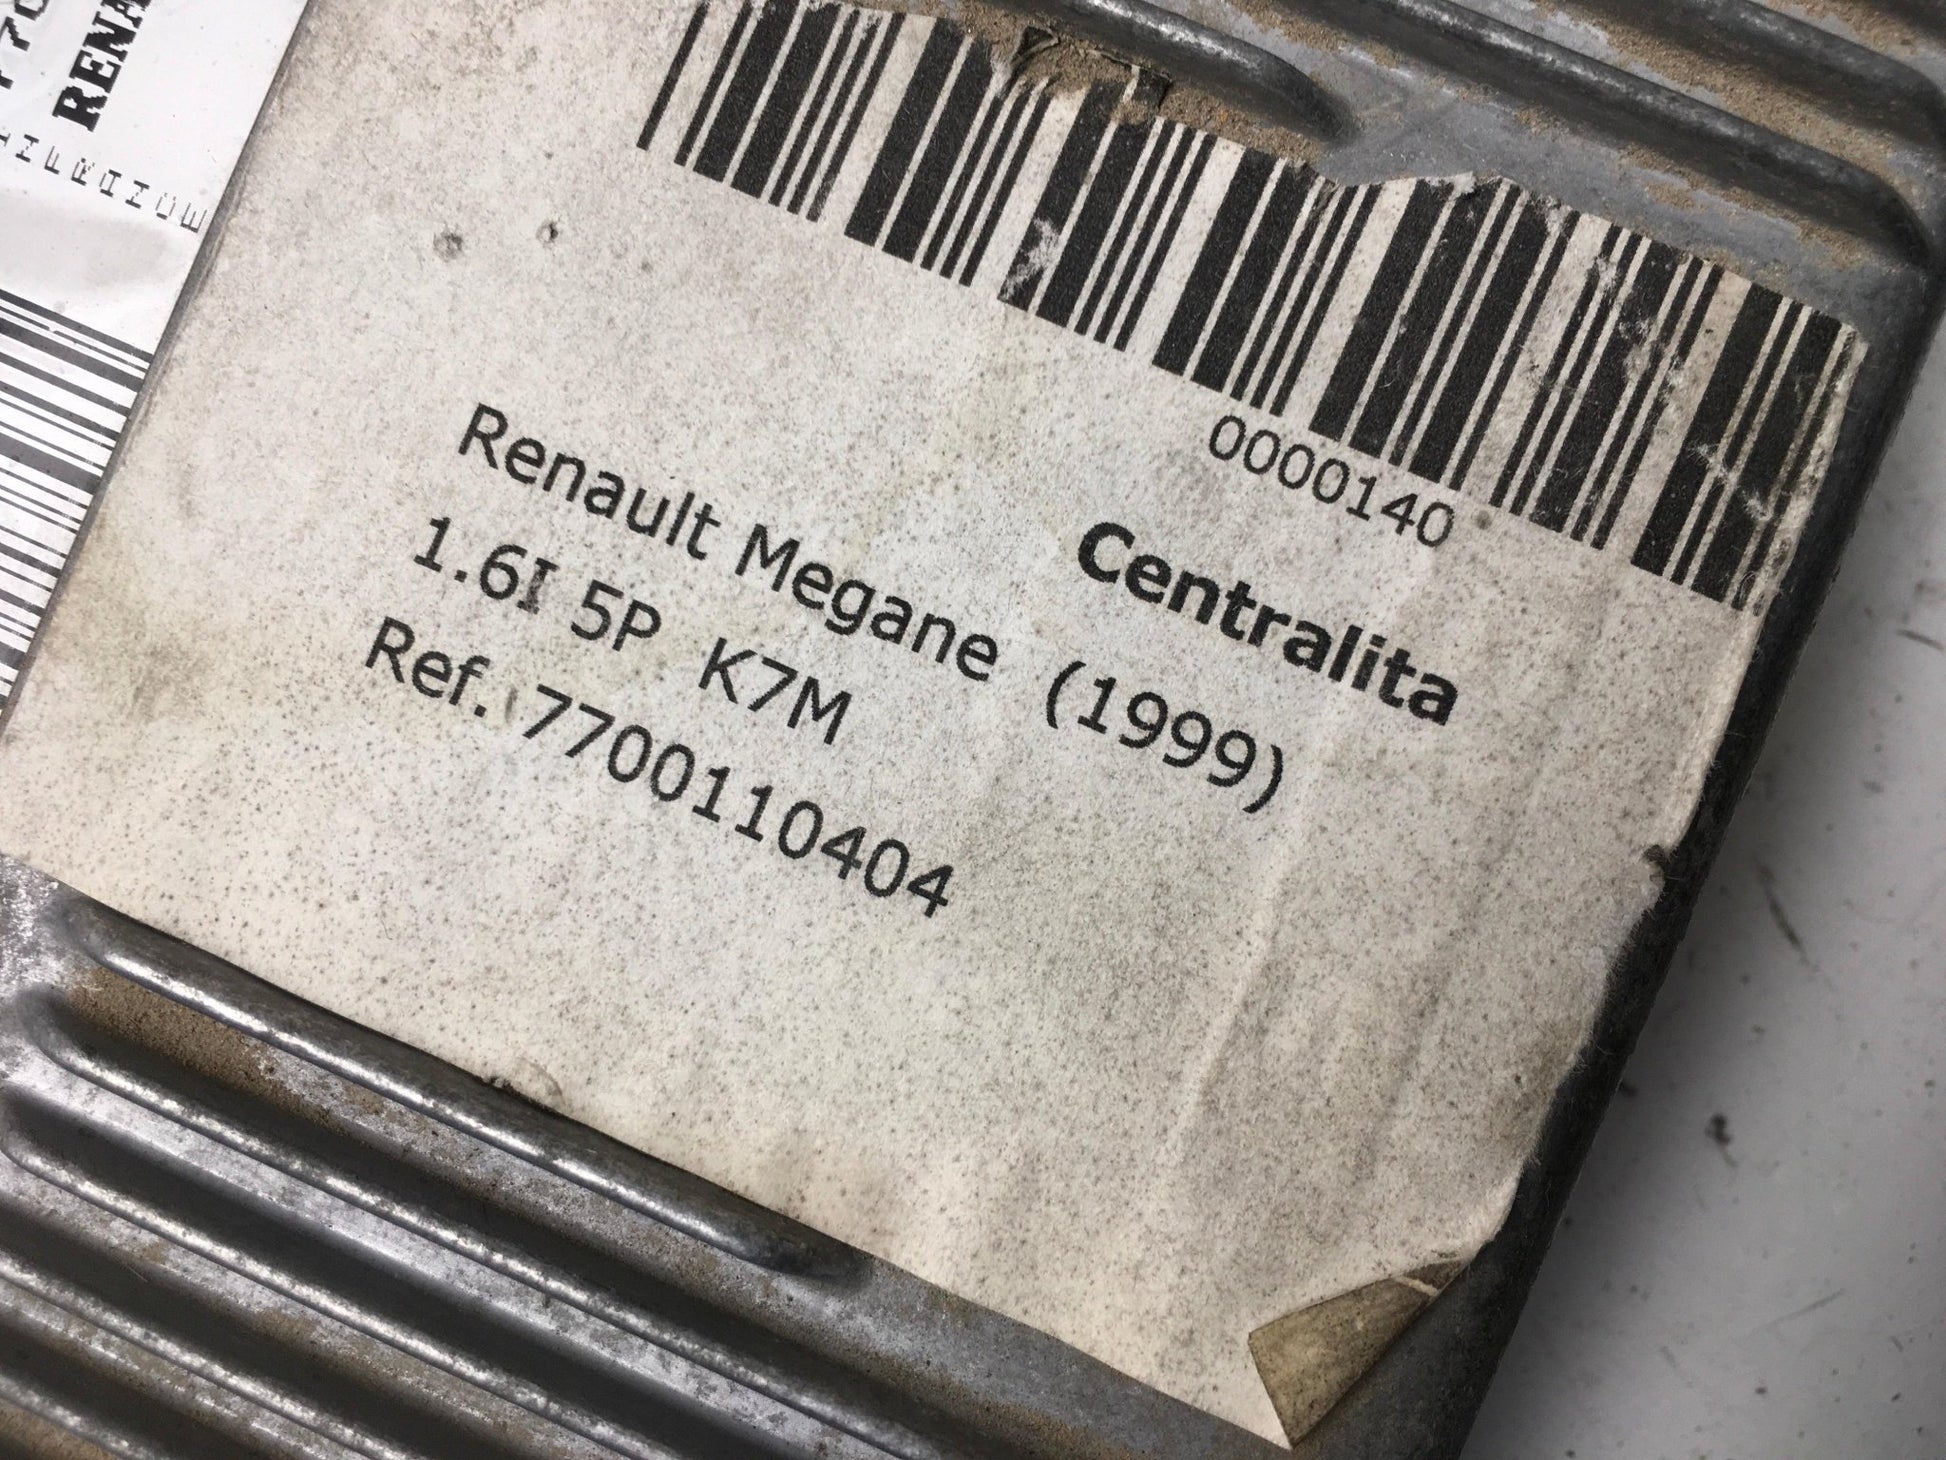 RENA
0000140
Centralita
Renault Megane (1999)
1.6I 5P K7M
Ref. 7700110404